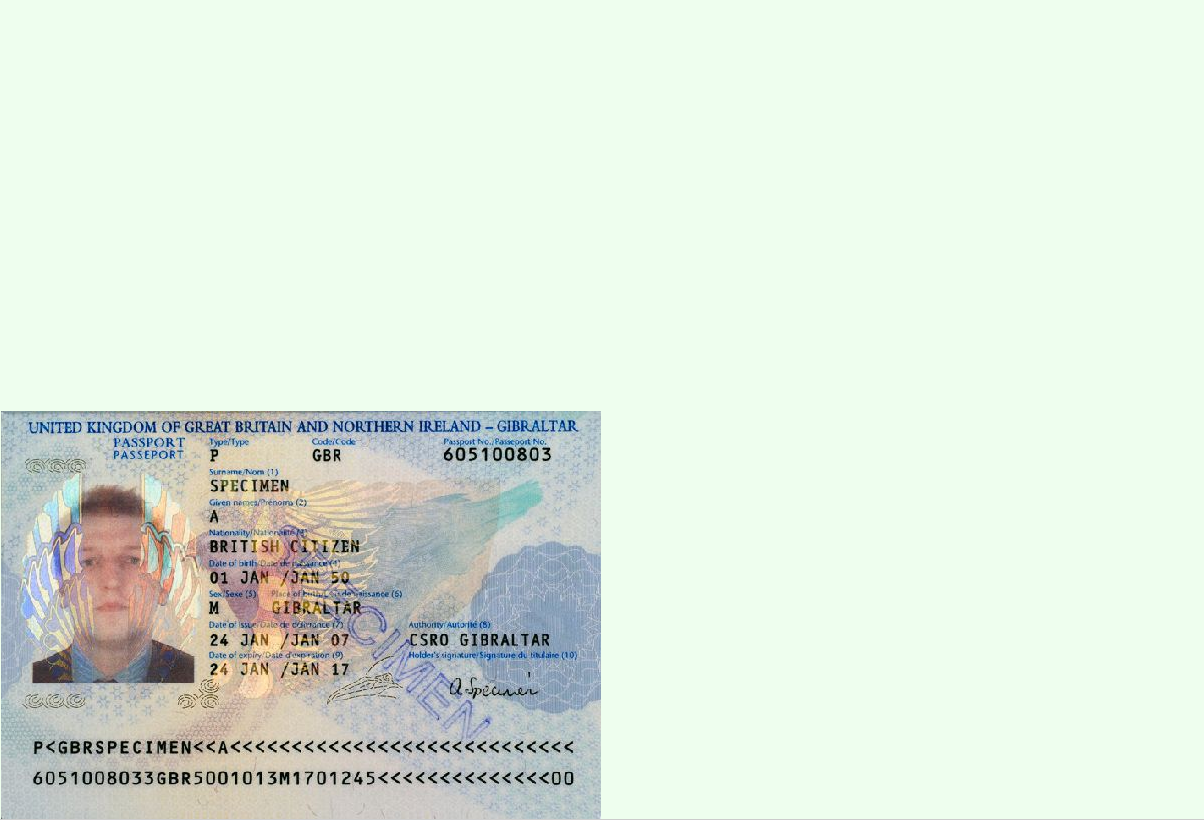 UNITED KINGDOM OF GREAT BRITAIN AND NORTHERN IRELAND – GIBRALTAR
PASSPORT Type/Type Code/Code Passport No./Passeport No.
PASSEPORT P GBR 605100803
Surname/Nom (1)
SPECIMEN
Given names/Prénoms (2)
A
Nationality/Nationalité (3)
BRITISH CITIZEN
Date of birth/Date de naissance (4)
01 JAN /JAN 50
Sex/Sexe (5) Place of birth/Lieu de naissance (6)
M GIBRALTAR
Date of issue/Date de délivrance (7) Authority/Autorité (8)
24 JAN /JAN 07 CSRO GIBRALTAR
Date of expiry/Date d'expiration (9) Holder's signature/Signature du titulaire (10)
24 JAN /JAN 17
A Specimen
SPECIMEN
P<GBRSPECIMEN<<A<<<<<<<<<<<<<<<<<<<<<<<<<<<<
6051008033GBR5001013M1701245<<<<<<<<<<<<<<00